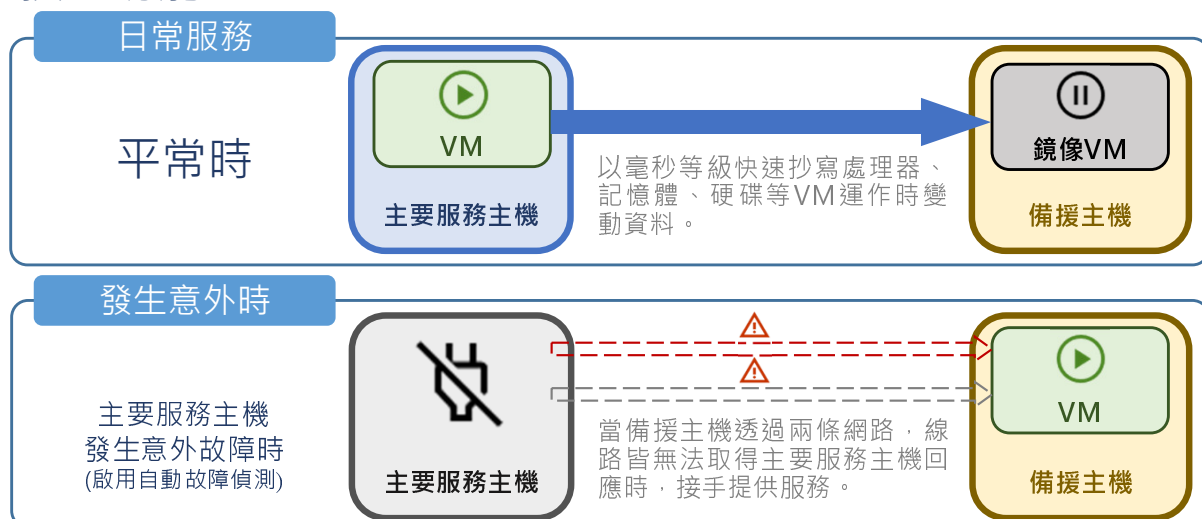 日常服務
平常時
VM
主要服務主機
以毫秒等級快速抄寫處理器、
記憶體、硬碟等VM運作時變
動資料。
鏡像VM
備援主機
發生意外時
主要服務主機
發生意外故障時
(啟用自動故障偵測)
主要服務主機
當備援主機透過兩條網路，線
路皆無法取得主要服務主機回
應時，接手提供服務。
VM
備援主機